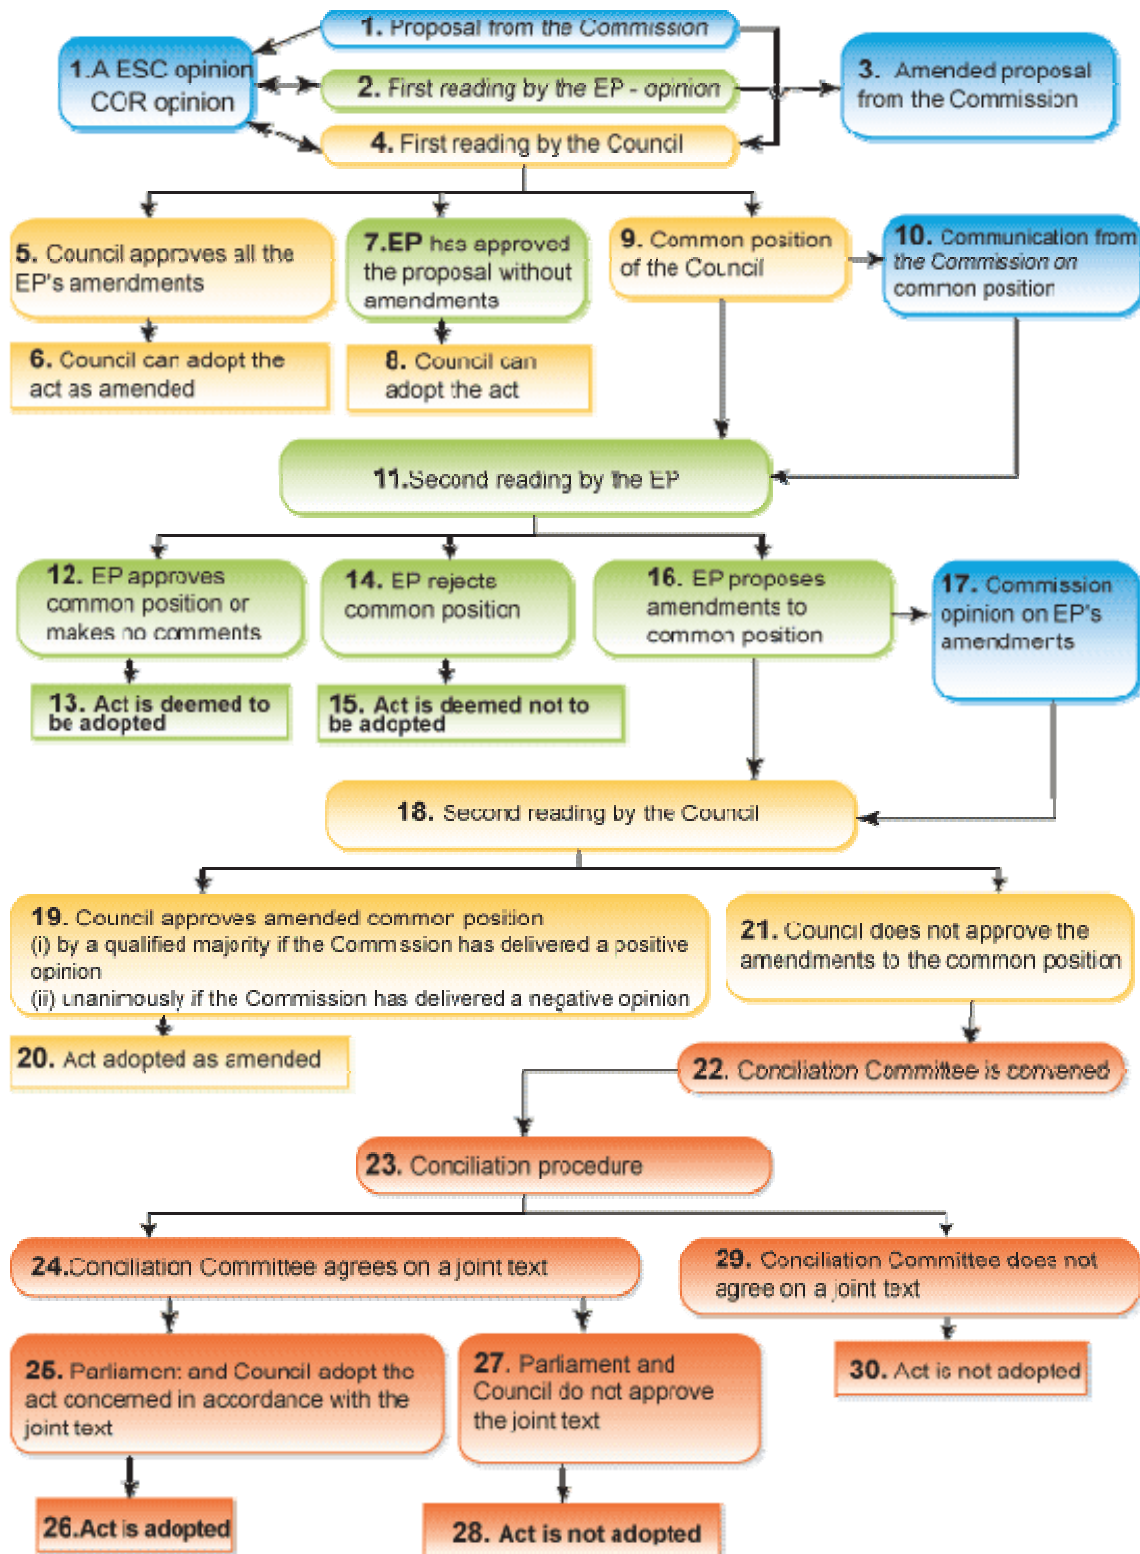 1. Proposal from the Commission
1.A ESC opinion
COR opinion
2. First reading by the EP - opinion
3. Amended proposal
from the Commission
4. First reading by the Council
5. Council approves all the
EP's amendments
7.EP has approved
the proposal without
amendments
9. Common position
of the Council
10. Communication from
the Commission on
common position
6. Council can adopt the
act as amended
8. Council can
adopt the act
11.Second reading by the EP
12. EP approves
common position or
makes no comments
14. EP rejects
common position
16. EP proposes
amendments to
common position
17. Commission
opinion on EP's
amendments
13. Act is deemed to
be adopted
15. Act is deemed not to
be adopted
18. Second reading by the Council
19. Council approves amended common position
(i) by a qualified majority if the Commission has delivered a positive
opinion
(ii) unanimously if the Commission has delivered a negative opinion
21. Council does not approve the
amendments to the common position
20. Act adopted as amended
22. Conciliation Committee is convened
23. Conciliation procedure
24.Conciliation Committee agrees on a joint text
29. Conciliation Committee does not
agree on a joint text
25. Parliament and Council adopt the
act concerned in accordance with the
joint text
27. Parliament and
Council do not approve
the joint text
30. Act is not adopted
26.Act is adopted
28. Act is not adopted